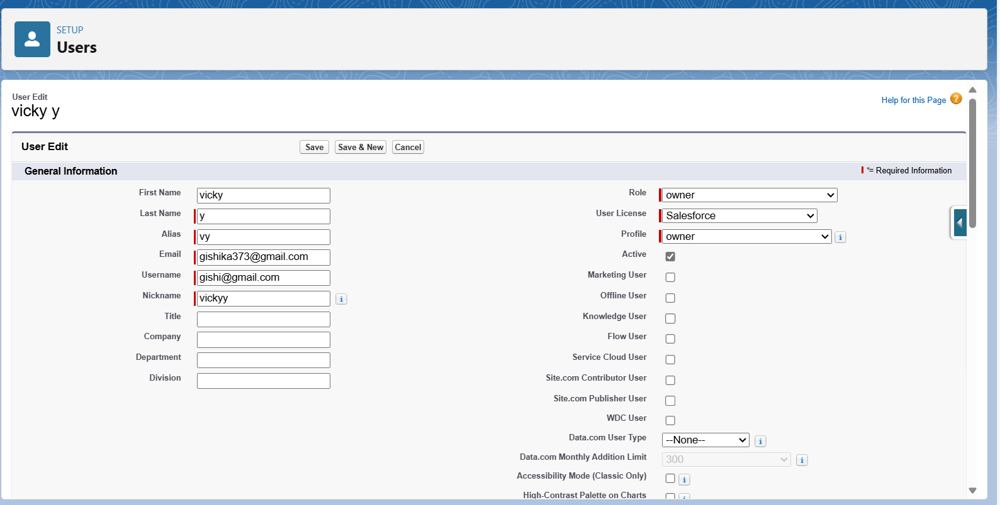 SETUP
Users
User Edit
vicky y
Help for this Page ?
User Edit
Save
Save & New
Cancel
General Information
*= Required Information
First Name
vicky
Last Name
y
Alias
vy
Email
gishika373@gmail.com
Username
gishi@gmail.com
Nickname
vickyy
i
Title
Company
Department
Division
Role
owner
User License
Salesforce
Profile
owner
i
Active
Marketing User
Offline User
Knowledge User
Flow User
Service Cloud User
Site.com Contributor User
Site.com Publisher User
WDC User
Data.com User Type
--None--
i
Data.com Monthly Addition Limit
300
i
Accessibility Mode (Classic Only)
i
High-Contrast Palette on Charts